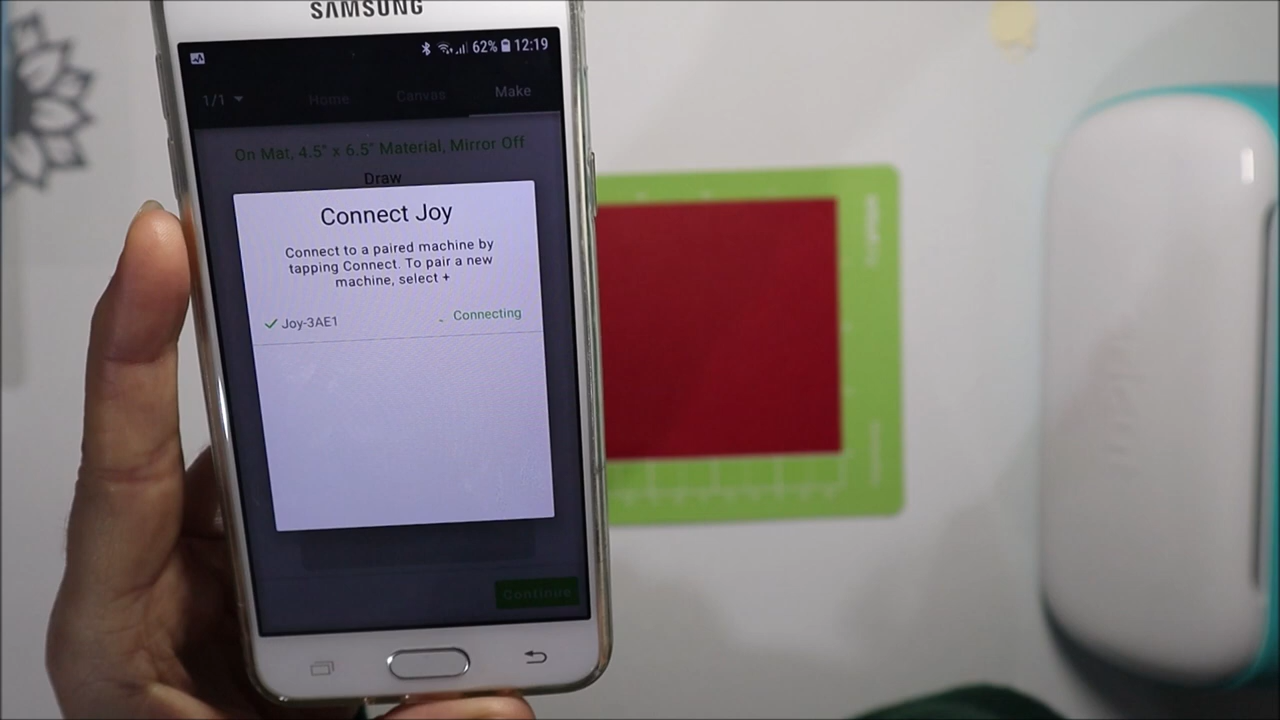 SAMSUNG
62% 12:19
1/1 Home Canvas Make
On Mat, 4.5" x 6.5" Material, Mirror Off
Draw
Connect Joy
Connect to a paired machine by
tapping Connect. To pair a new
machine, select +
Joy-3AE1 Connecting
Continue